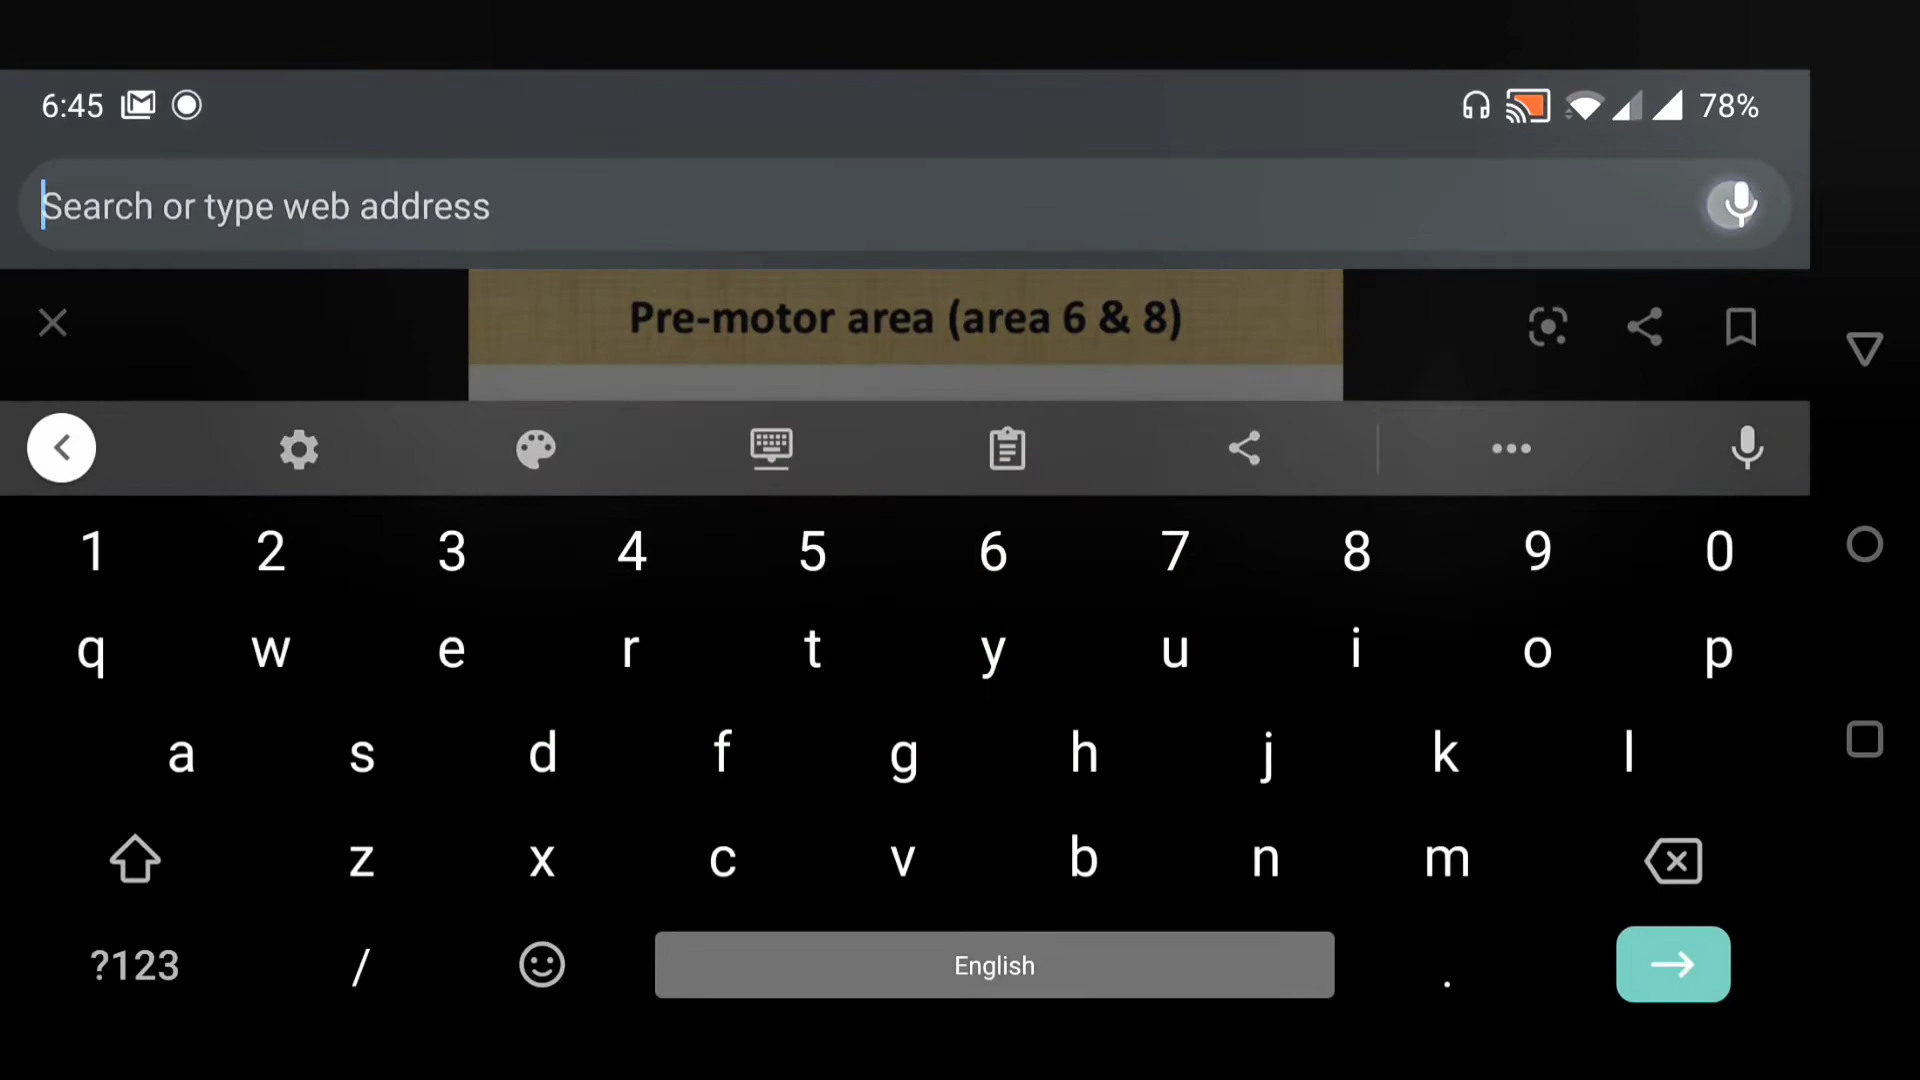 6:45 78%
Search or type web address
Pre-motor area (area 6 & 8)
1 2 3 4 5 6 7 8 9 0
q w e r t y u i o p
a s d f g h j k l
z x c v b n m
?123 / English .